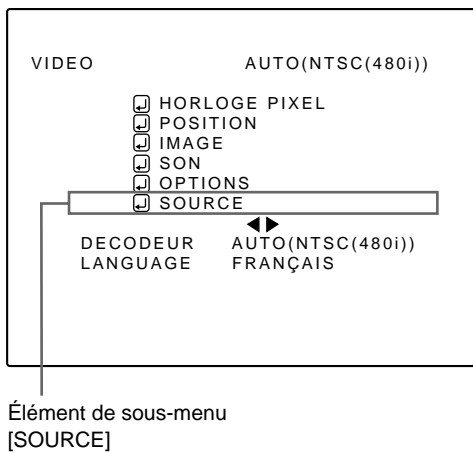 VIDEO AUTO(NTSC(480i))
HORLOGE PIXEL
POSITION
IMAGE
SON
OPTIONS
SOURCE
DECODEUR AUTO(NTSC(480i))
LANGUAGE FRANÇAIS
Élément de sous-menu
[SOURCE]